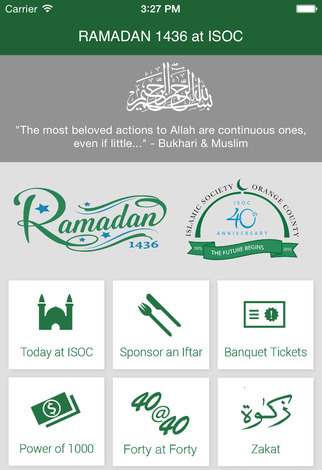 Carrier 3:27 PM
RAMADAN 1436 at ISOC
بسم الله الرحمن الرحيم
"The most beloved actions to Allah are continuous ones,
even if little..." - Bukhari & Muslim
Ramadan
1436
ISLAMIC SOCIETY ORANGE COUNTY
ISOC
40th
ANNIVERSARY
1975 2015
THE FUTURE BEGINS
Today at ISOC
Sponsor an Iftar
Banquet Tickets
40@40
زكوة
Power of 1000
Forty at Forty
Zakat